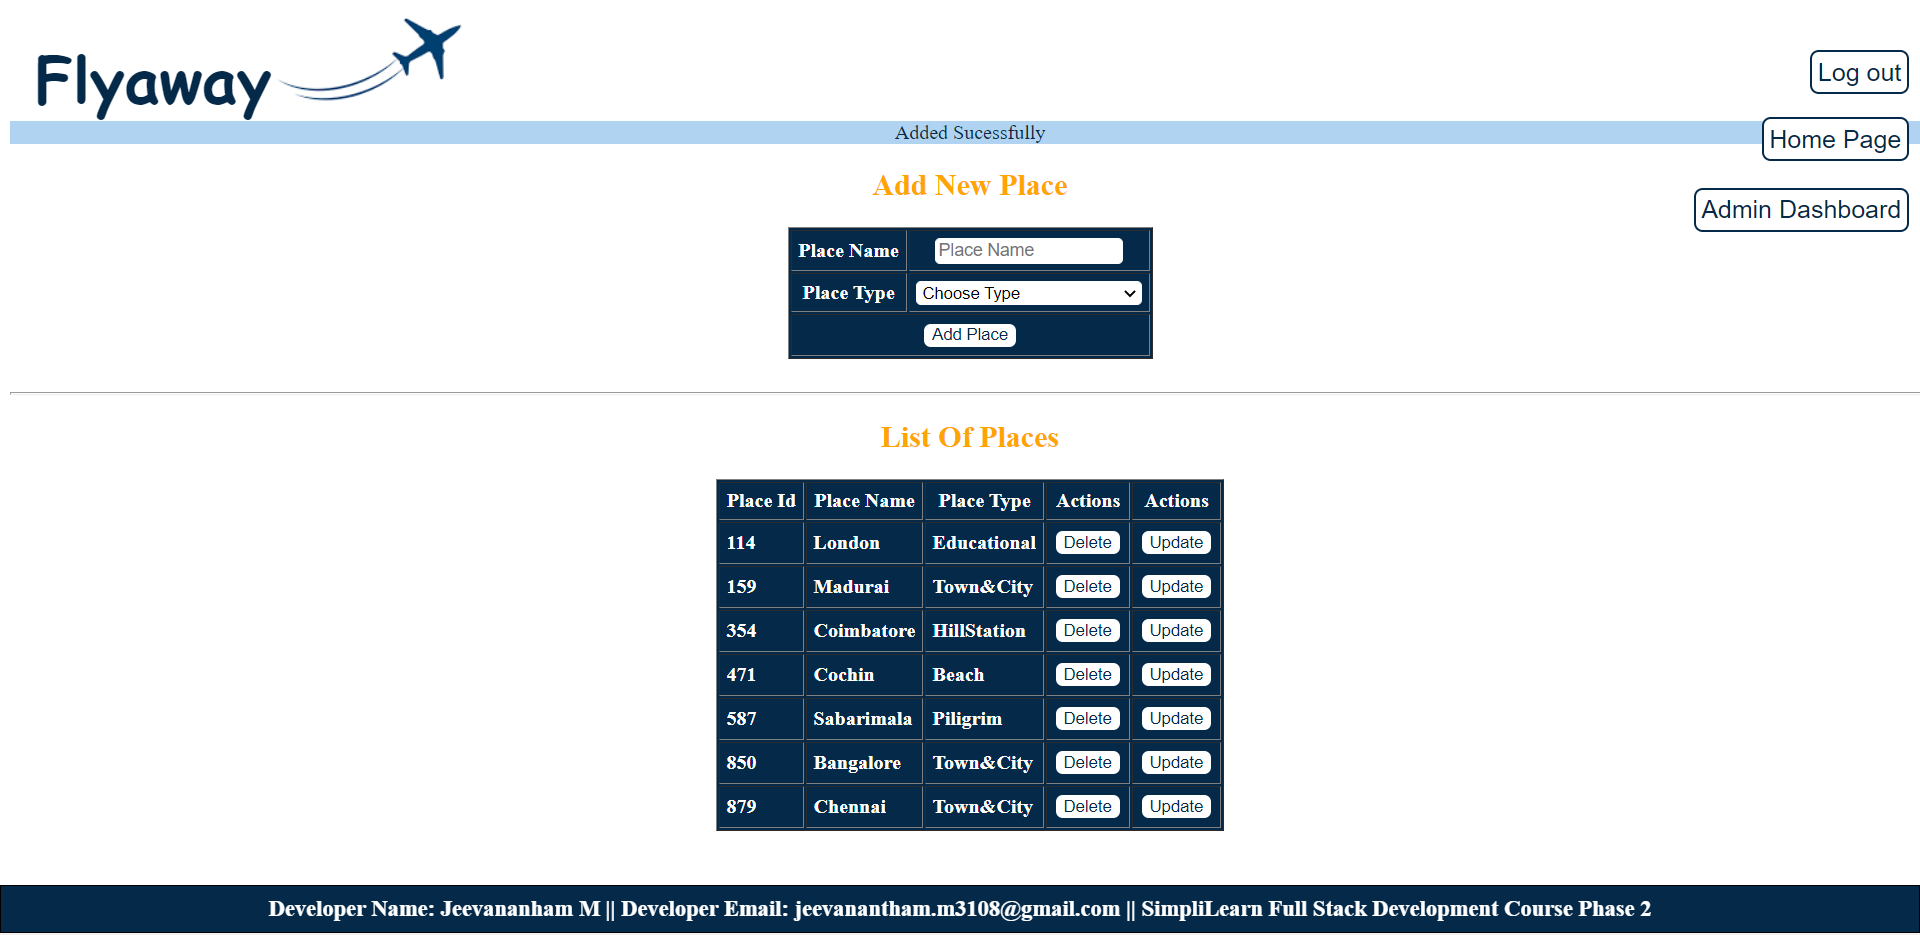 Flyaway
Log out
Added Sucessfully
Home Page
Add New Place
Admin Dashboard
Place Name Place Name
Place Type Choose Type
Add Place
List Of Places
Place Id Place Name Place Type Actions Actions
114 London Educational Delete Update
159 Madurai Town&City Delete Update
354 Coimbatore HillStation Delete Update
471 Cochin Beach Delete Update
587 Sabarimala Piligrim Delete Update
850 Bangalore Town&City Delete Update
879 Chennai Town&City Delete Update
Developer Name: Jeevananham M || Developer Email: jeevanantham.m3108@gmail.com || SimpliLearn Full Stack Development Course Phase 2